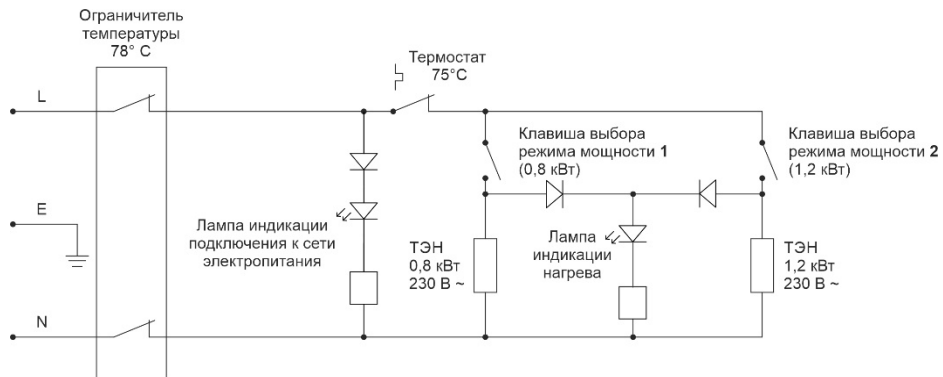 Ограничитель
температуры
78° C
L
Термостат
75°C
Клавиша выбора
режима мощности 1
(0,8 кВт)
Клавиша выбора
режима мощности 2
(1,2 кВт)
E
Лампа индикации
подключения к сети
электропитания
ТЭН
0,8 кВт
230 В ~
Лампа
индикации
нагрева
ТЭН
1,2 кВт
230 В ~
N